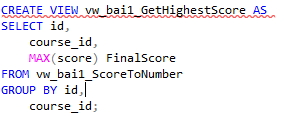 CREATE VIEW vw_bai1_GetHighestScore AS
SELECT id,
course_id,
MAX(score) FinalScore
FROM vw_bai1_ScoreToNumber
GROUP BY id,
course_id;